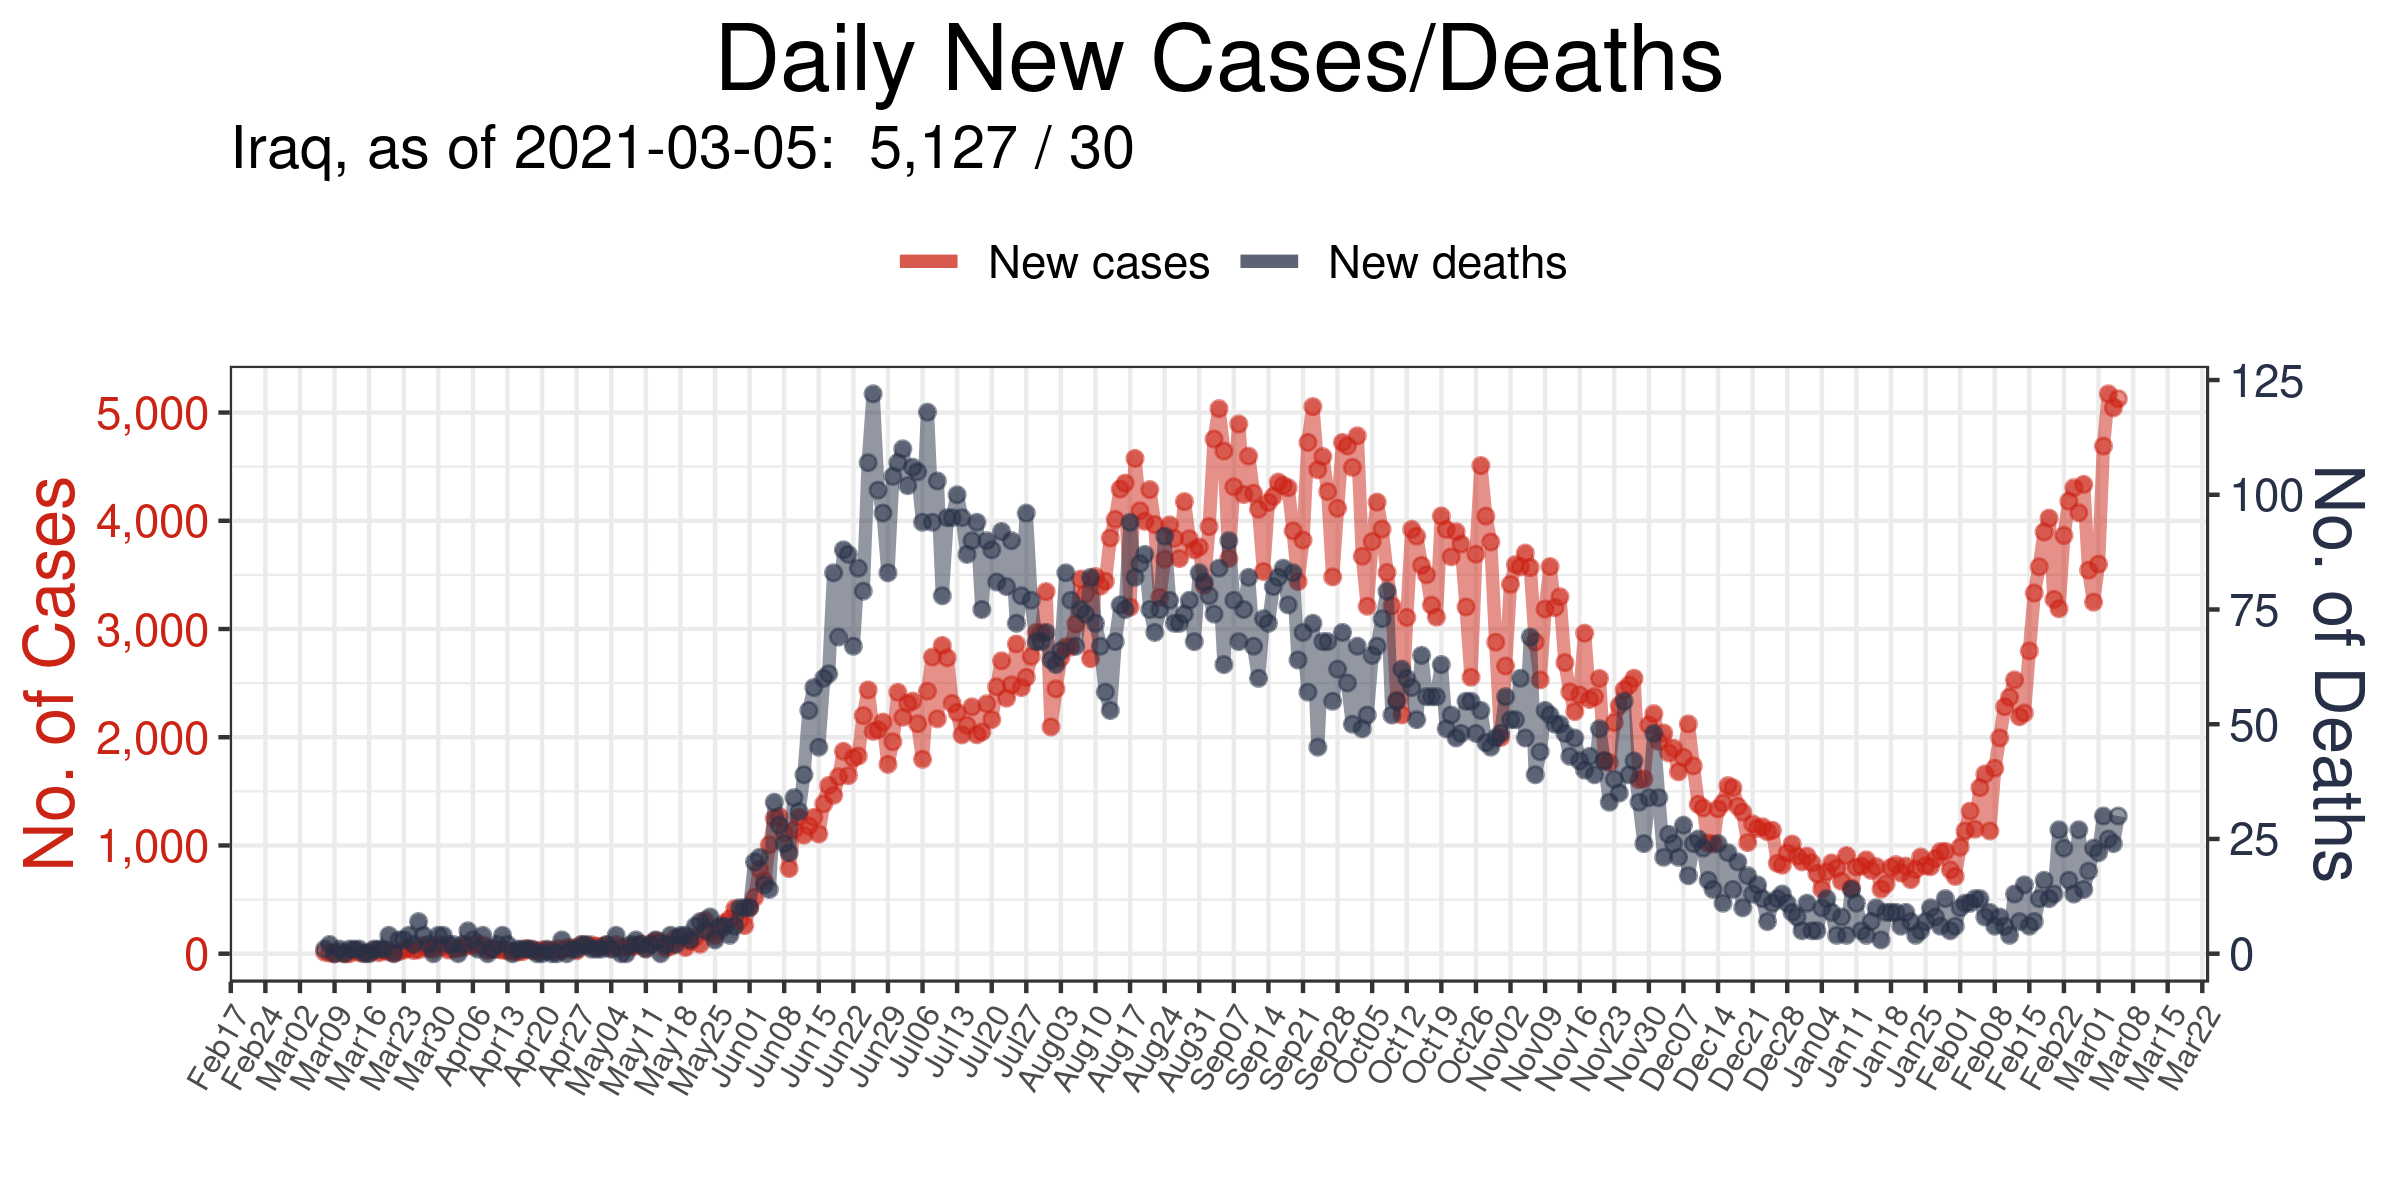 Daily New Cases/Deaths
Iraq, as of 2021-03-05:  5,127 / 30
New cases
New deaths
No. of Cases
5,000
4,000
3,000
2,000
1,000
0
125
100
75
50
25
0
No. of Deaths
Feb17
Feb24
Mar02
Mar09
Mar16
Mar23
Mar30
Apr06
Apr13
Apr20
Apr27
May04
May11
May18
May25
Jun01
Jun08
Jun15
Jun22
Jun29
Jul06
Jul13
Jul20
Jul27
Aug03
Aug10
Aug17
Aug24
Aug31
Sep07
Sep14
Sep21
Sep28
Oct05
Oct12
Oct19
Oct26
Nov02
Nov09
Nov16
Nov23
Nov30
Dec07
Dec14
Dec21
Dec28
Dec04
Jan11
Jan18
Jan25
Feb01
Feb08
Feb15
Feb22
Mar01
Mar08
Mar15
Mar22